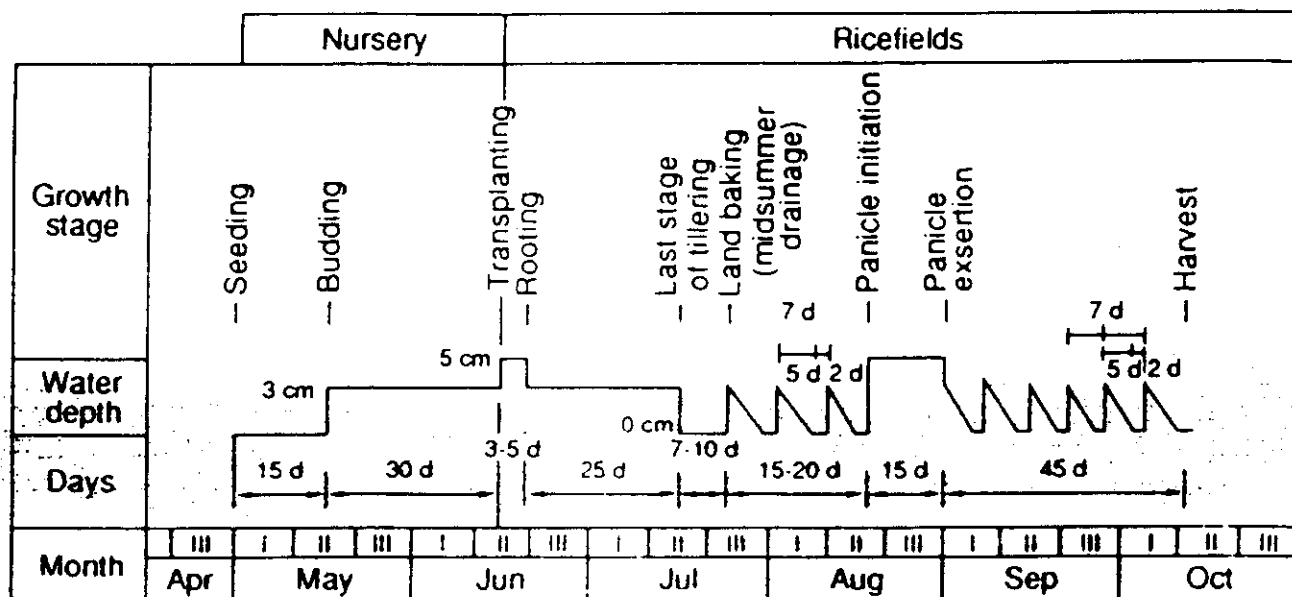 Nursery
Ricefields
Growth
stage
Seeding
Budding
Transplanting
Rooting
Last stage
of tillering
Land baking
(midsummer
drainage)
Panicle initiation
Panicle
exsertion
Harvest
7 d
7 d
5 cm
5 d 2 d
5 d 2 d
Water
depth
3 cm
0 cm
Days
15 d
30 d
3-5 d
25 d
7-10 d
15-20 d
15 d
45 d
Month
III I II III I II III I II III I II III I II III I II III
Apr May Jun Jul Aug Sep Oct